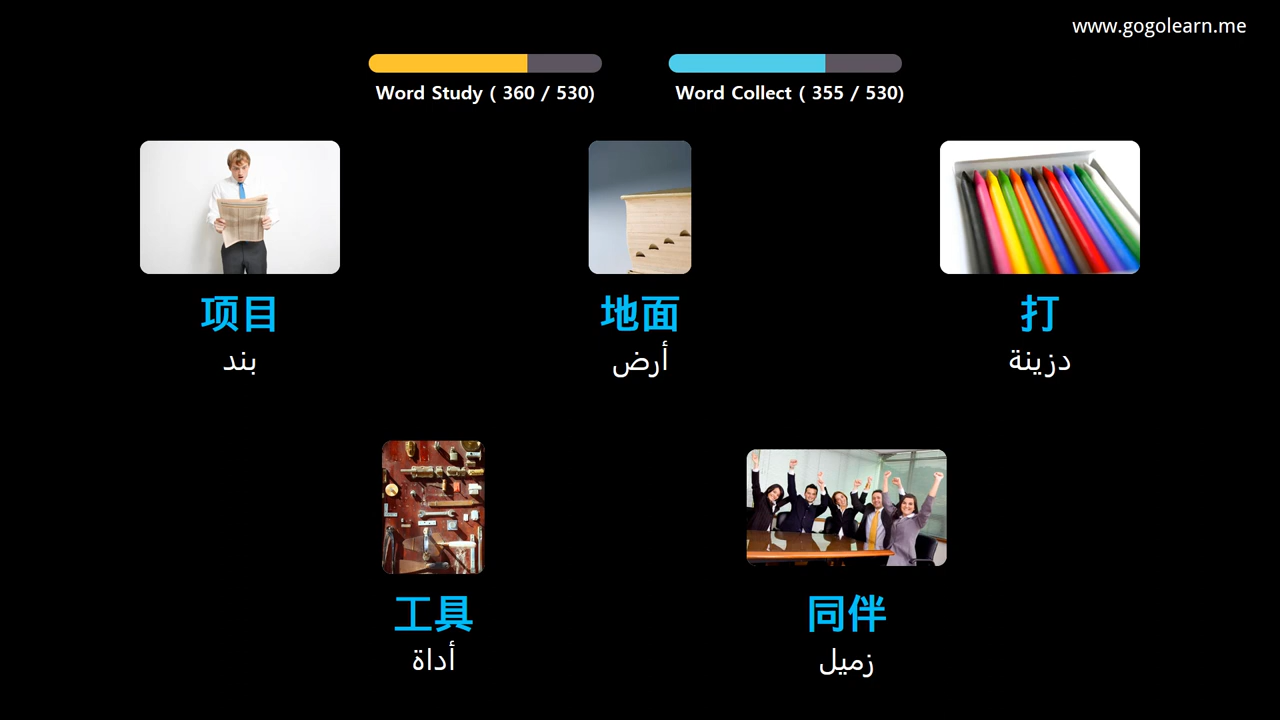 www.gogolearn.me
Word Study ( 360 / 530)
Word Collect ( 355 / 530)
项目
بند
地面
أرض
打
دزينة
工具
أداة
同伴
زميل